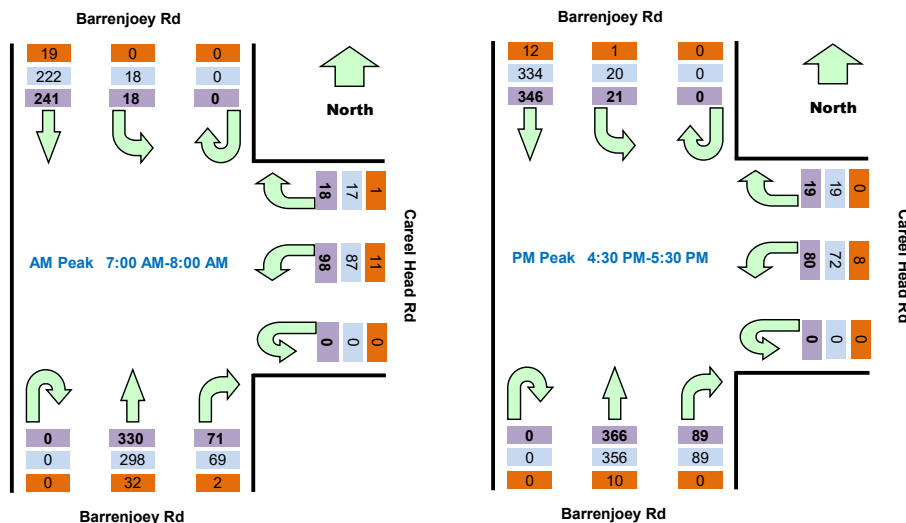 Barrenjoey Rd
19 0 0
222 18 0
241 18 0
North
18 17 1
AM Peak 7:00 AM-8:00 AM
98 87 11
Careel Head Rd
0 0 0
0 330 71
0 298 69
0 32 2
Barrenjoey Rd
Barrenjoey Rd
12 1 0
334 20 0
346 21 0
North
19 19 0
PM Peak 4:30 PM-5:30 PM
80 72 8
Careel Head Rd
0 0 0
0 366 89
0 356 89
0 10 0
Barrenjoey Rd